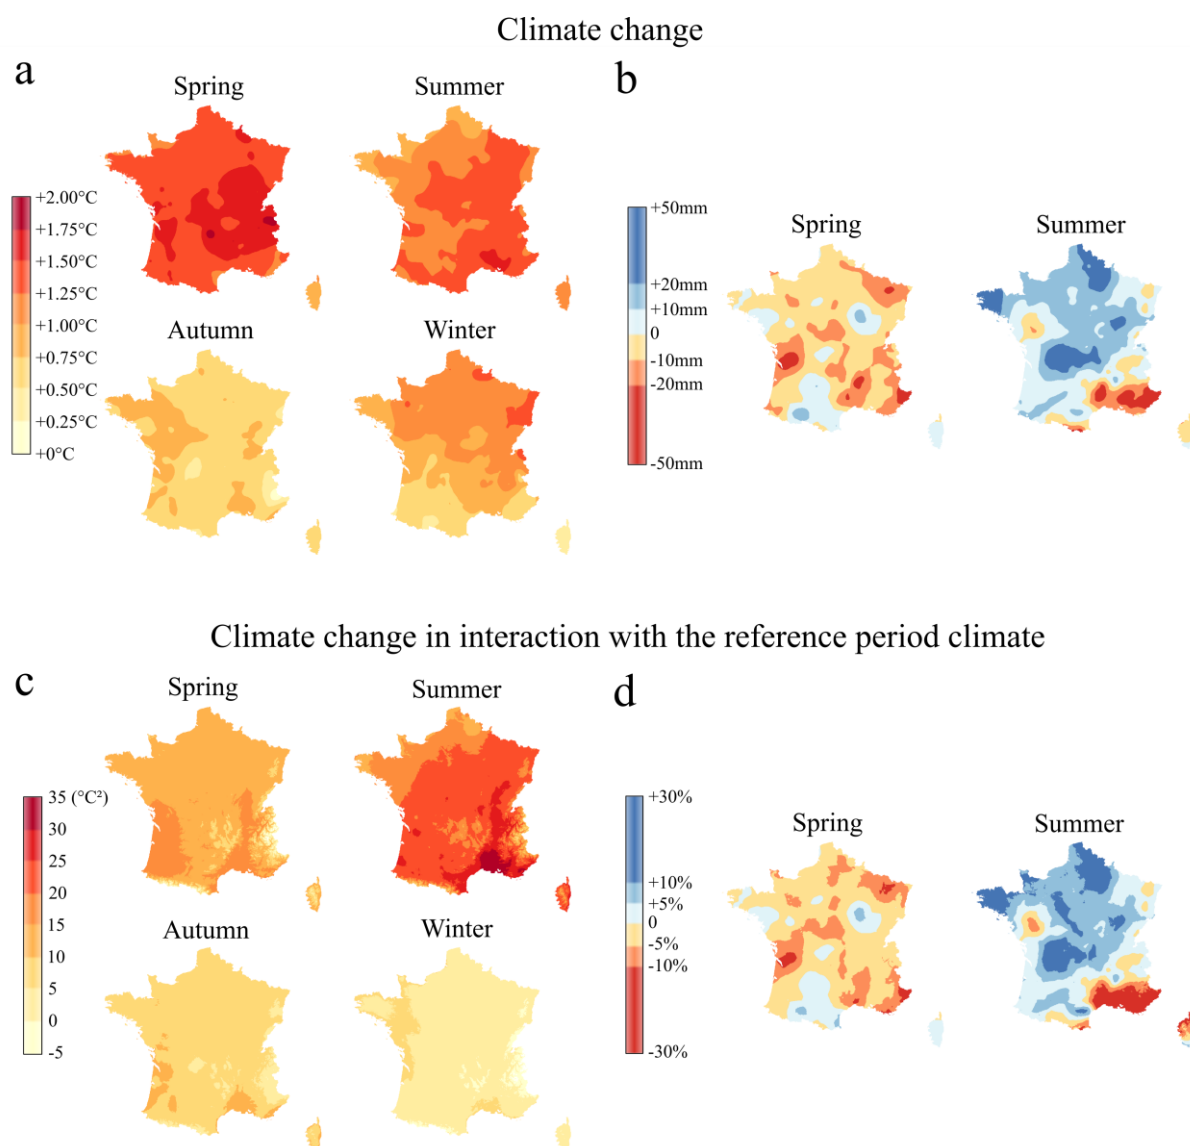 Climate change
a
Spring
Summer
+2.00°C
+1.75°C
+1.50°C
+1.25°C
+1.00°C
+0.75°C
+0.50°C
+0.25°C
+0°C
Autumn
Winter
b
Spring
Summer
+50mm
+20mm
+10mm
0
-10mm
-20mm
-50mm
Climate change in interaction with the reference period climate
c
Spring
Summer
35 (°C²)
30
25
20
15
10
5
0
-5
Autumn
Winter
d
Spring
Summer
+30%
+10%
+5%
0
-5%
-10%
-30%